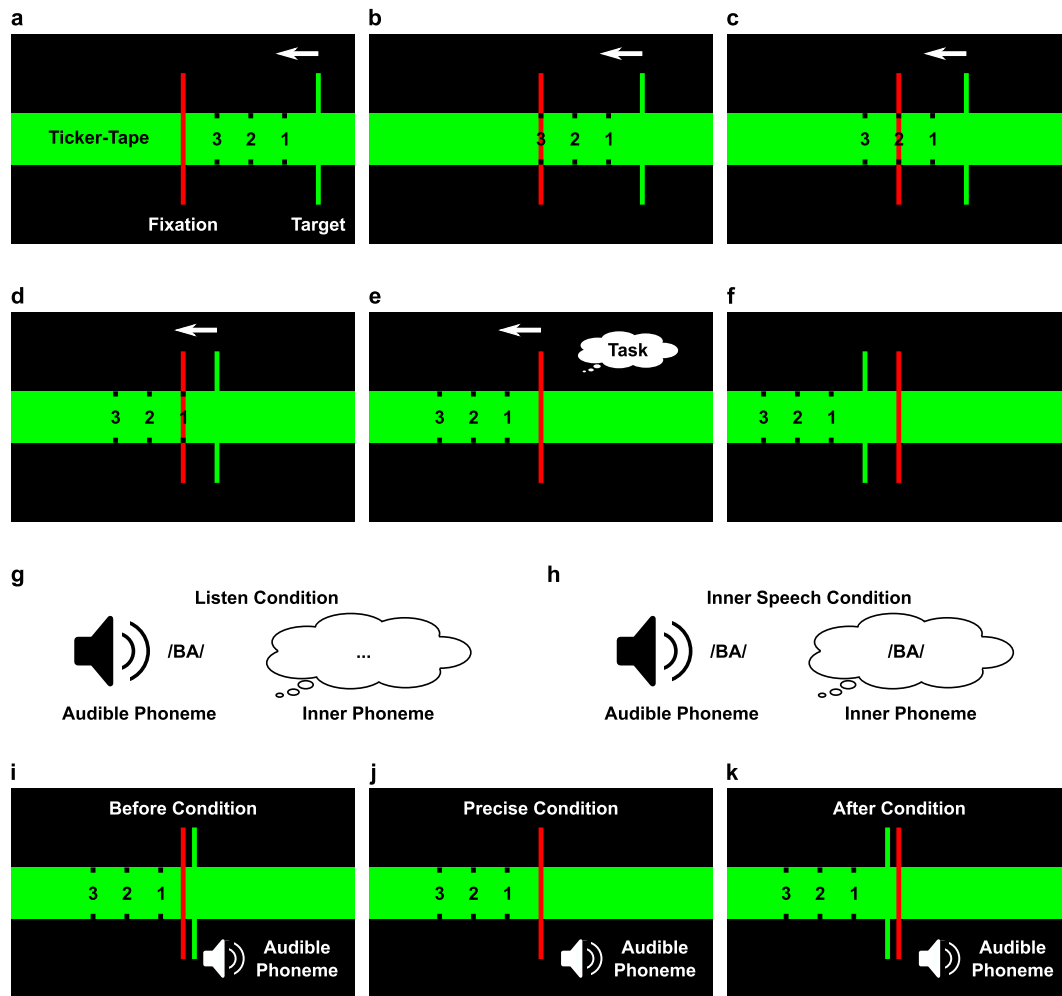 a
b
c
Ticker-Tape
3 2 1
Fixation
Target
3 2 1
3 2 1
d
e
f
3 2 1
Task
3 2 1
3 2 1
g
Listen Condition
/BA/
...
Audible Phoneme
Inner Phoneme
h
Inner Speech Condition
/BA/
/BA/
Audible Phoneme
Inner Phoneme
i
Before Condition
3 2 1
Audible
Phoneme
j
Precise Condition
3 2 1
Audible
Phoneme
k
After Condition
3 2 1
Audible
Phoneme